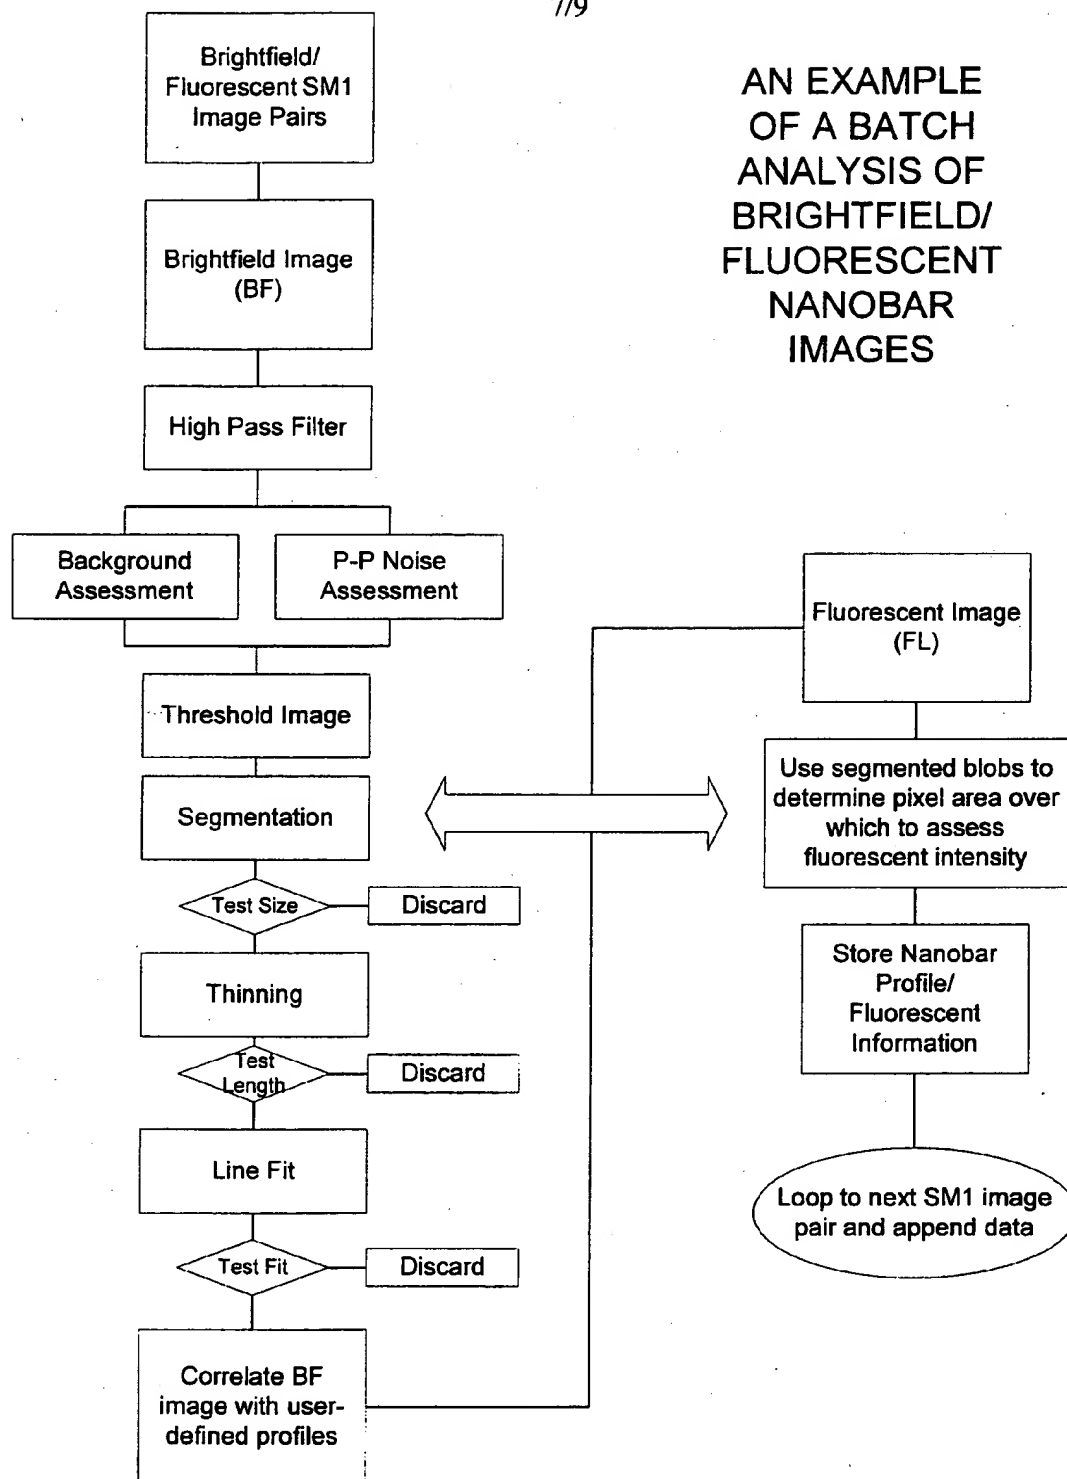 7/9
AN EXAMPLE
OF A BATCH
ANALYSIS OF
BRIGHTFIELD/
FLUORESCENT
NANOBAR
IMAGES
Brightfield/
Fluorescent SM1
Image Pairs
Brightfield Image
(BF)
High Pass Filter
Background
Assessment
P-P Noise
Assessment
Threshold Image
Segmentation
Test Size
Discard
Thinning
Test
Length
Discard
Line Fit
Test Fit
Discard
Correlate BF
image with user-
defined profiles
Fluorescent Image
(FL)
Use segmented blobs to
determine pixel area over
which to assess
fluorescent intensity
Store Nanobar
Profile/
Fluorescent
Information
Loop to next SM1 image
pair and append data